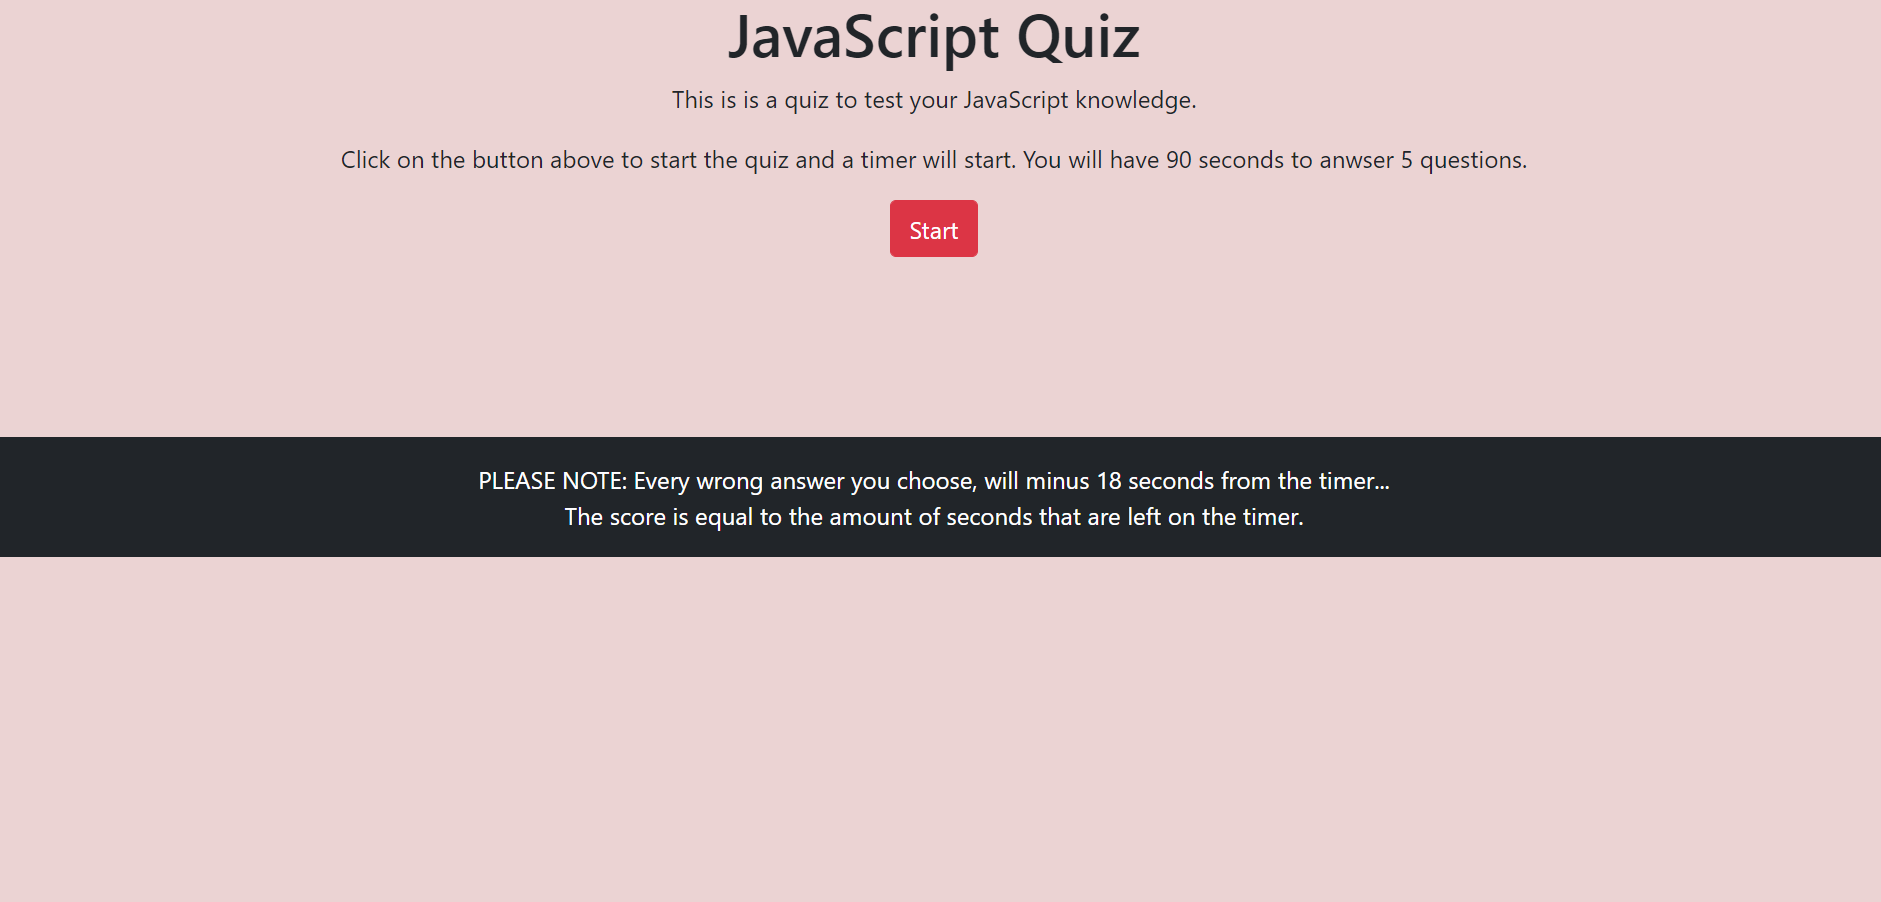 JavaScript Quiz
This is is a quiz to test your JavaScript knowledge.
Click on the button above to start the quiz and a timer will start. You will have 90 seconds to anwser 5 questions.
Start
PLEASE NOTE: Every wrong answer you choose, will minus 18 seconds from the timer...
The score is equal to the amount of seconds that are left on the timer.